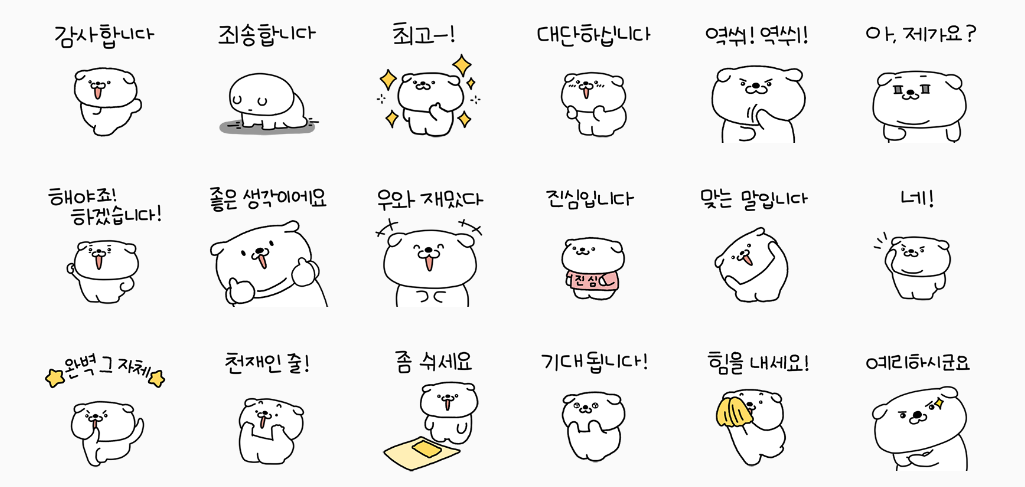 감사합니다
죄송합니다
최고-!
대단하십니다
역쒸! 역쒸!
아, 제가요?
해야죠!
하겠습니다!
좋은 생각이에요
우와 재밌다
진심입니다
진심
맞는 말입니다
네!
완벽 그 자체
천재인 줄!
좀 쉬세요
기대됩니다!
힘을 내세요!
예리하시군요